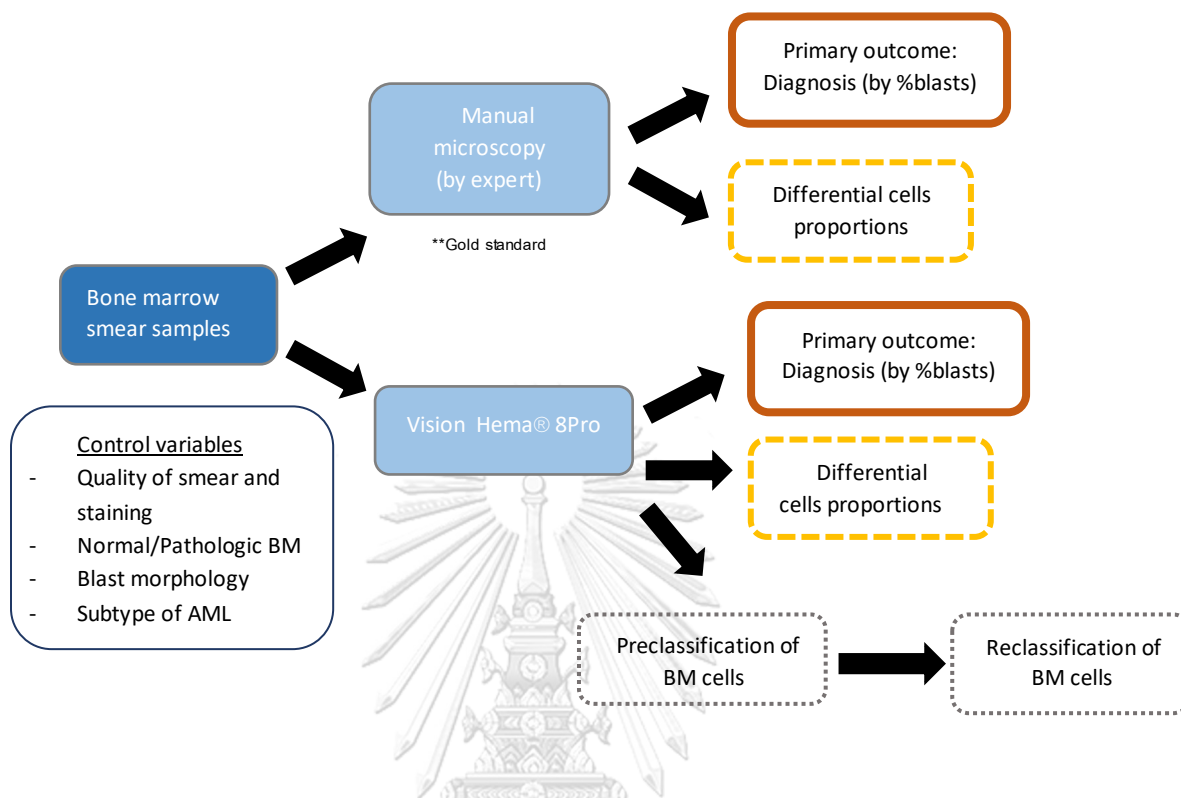 Primary outcome:
Diagnosis (by %blasts)
Manual
microscopy
(by expert)
Differential cells
proportions
**Gold standard
Bone marrow
smear samples
Primary outcome:
Diagnosis (by %blasts)
Vision Hema® 8Pro
Control variables
- Quality of smear and
staining
- Normal/Pathologic BM
- Blast morphology
- Subtype of AML
Differential
cells proportions
Preclassification of
BM cells
Reclassification of
BM cells